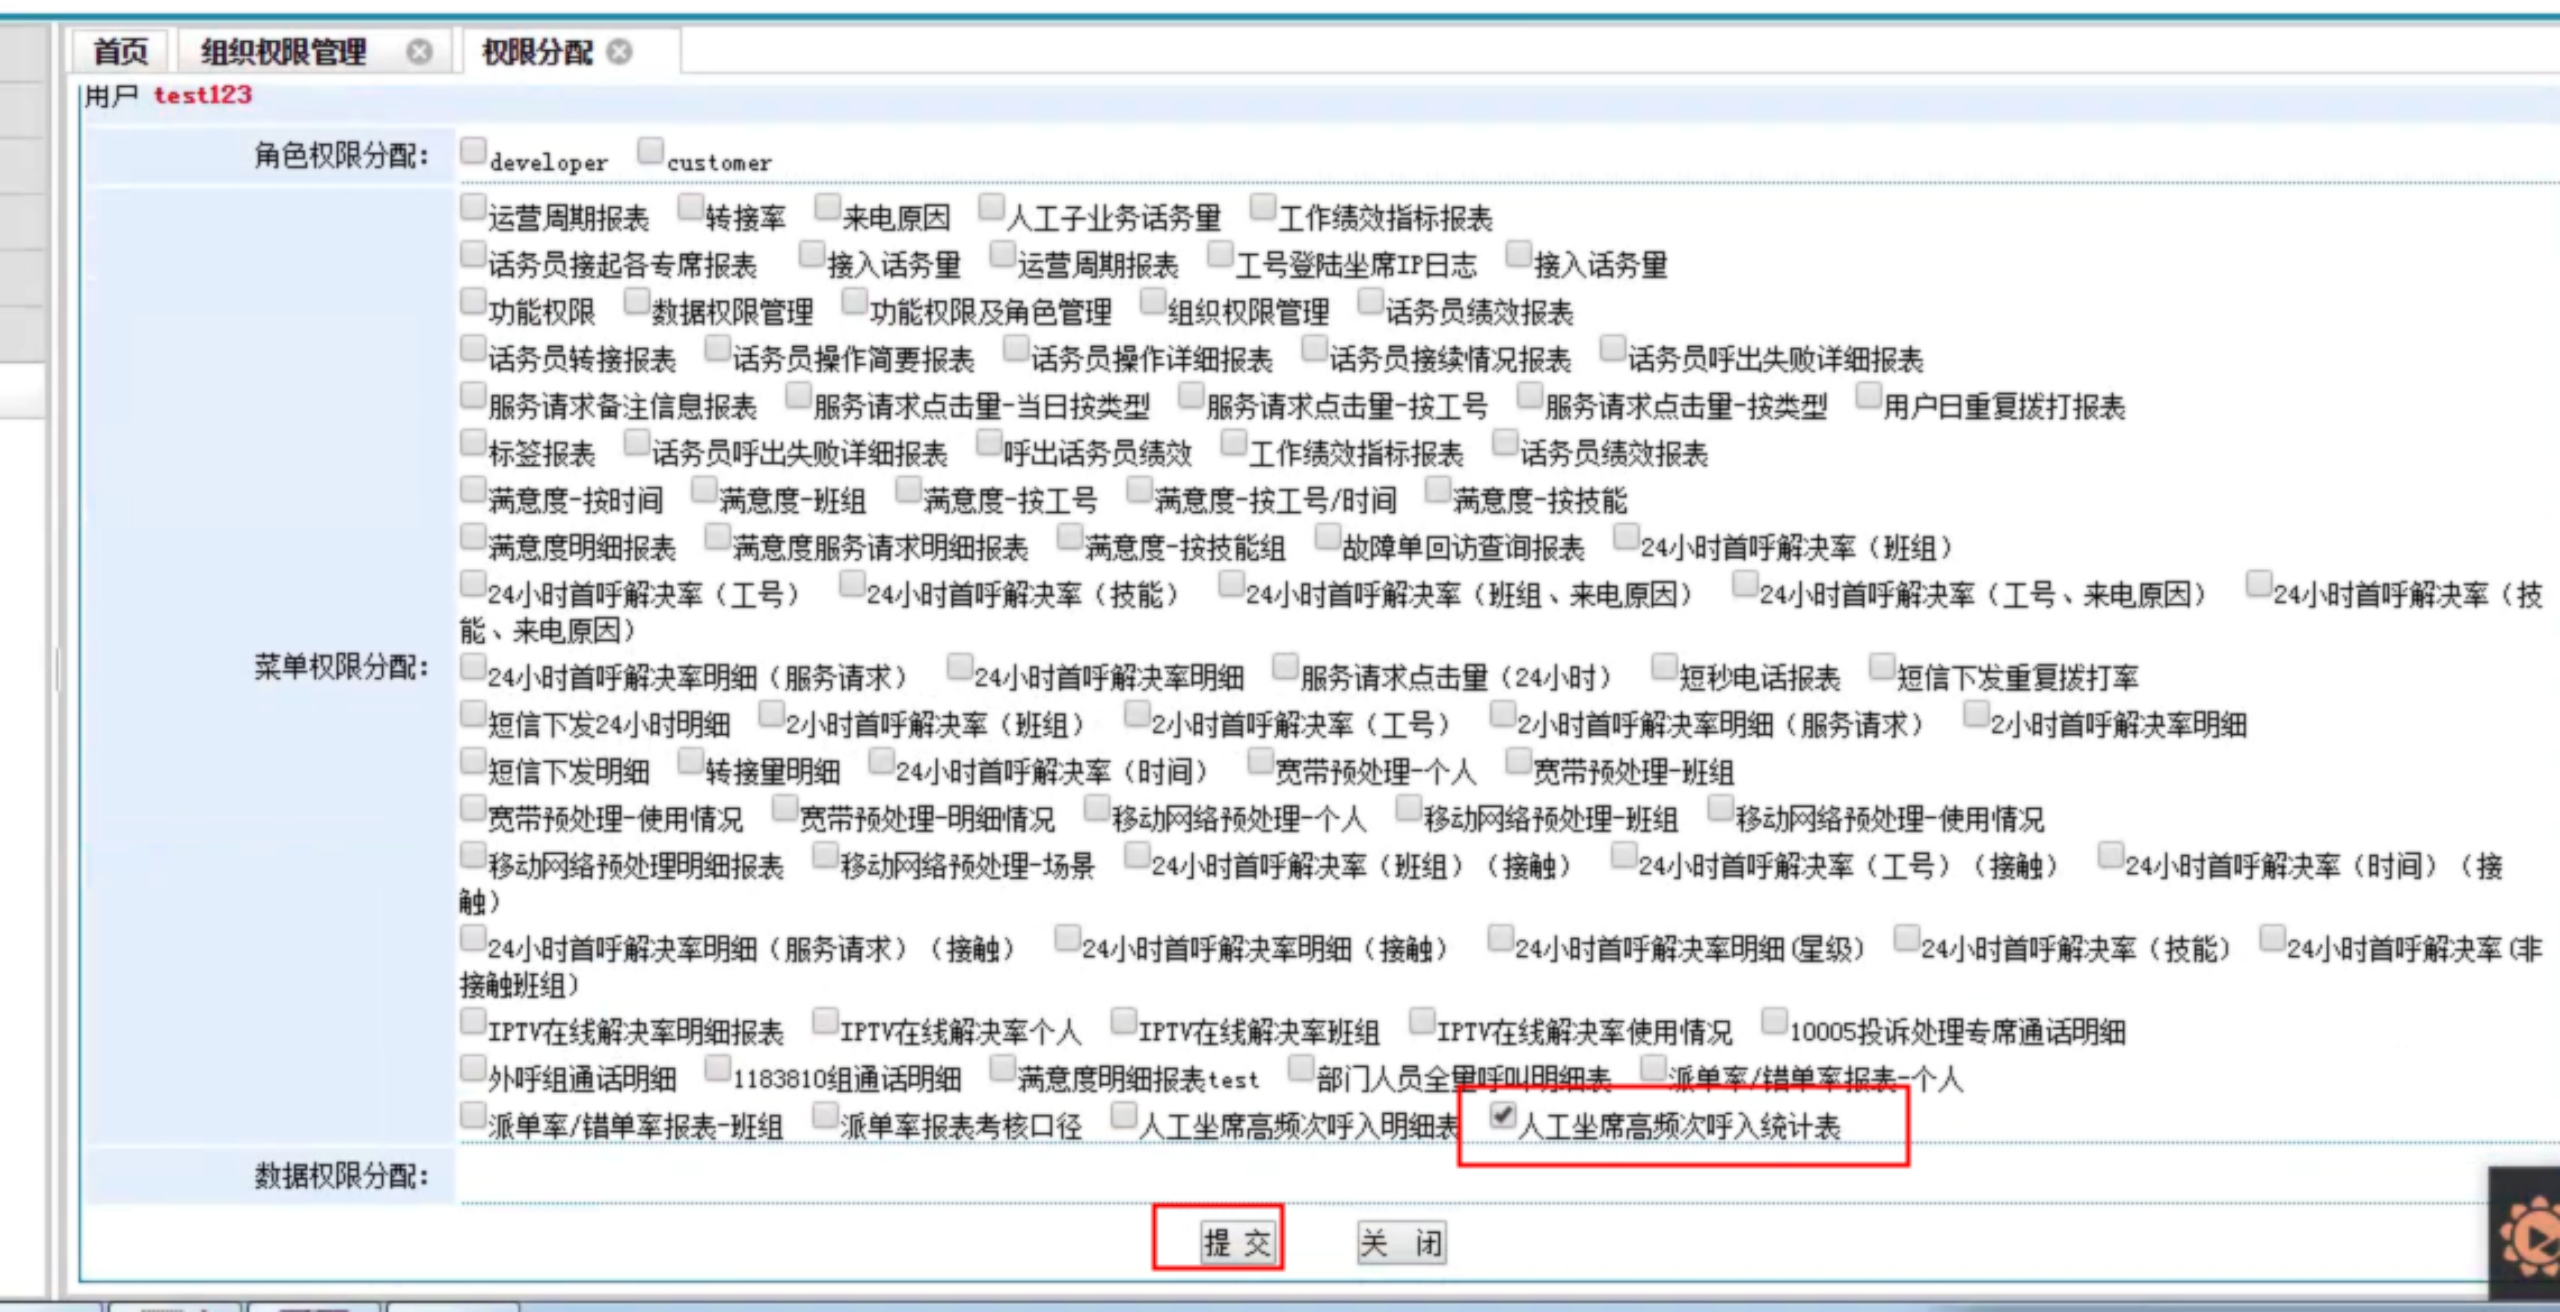 首页 组织权限管理 权限分配
用户 test123
角色权限分配： developer customer
运营周期报表 转接率 来电原因 人工子业务话务量 工作绩效指标报表
话务员接起各专席报表 接入话务量 运营周期报表 工号登陆坐席IP日志 接入话务量
功能权限 数据权限管理 功能权限及角色管理 组织权限管理 话务员绩效报表
话务员转接报表 话务员操作简要报表 话务员操作详细报表 话务员接续情况报表 话务员呼出失败详细报表
服务请求备注信息报表 服务请求点击量-当日按类型 服务请求点击量-按工号 服务请求点击量-按类型 用户日重复拨打报表
标签报表 话务员呼出失败详细报表 呼出话务员绩效 工作绩效指标报表 话务员绩效报表
满意度-按时间 满意度-班组 满意度-按工号 满意度-按工号/时间 满意度-按技能
满意度明细报表 满意度服务请求明细报表 满意度-按技能组 故障单回访查询报表 24小时首呼解决率（班组）
24小时首呼解决率（工号） 24小时首呼解决率（技能） 24小时首呼解决率（班组、来电原因） 24小时首呼解决率（工号、来电原因） 24小时首呼解决率（技
能、来电原因）
菜单权限分配： 24小时首呼解决率明细（服务请求） 24小时首呼解决率明细 服务请求点击量（24小时） 短秒电话报表 短信下发重复拨打率
短信下发24小时明细 2小时首呼解决率（班组） 2小时首呼解决率（工号） 2小时首呼解决率明细（服务请求） 2小时首呼解决率明细
短信下发明细 转接量明细 24小时首呼解决率（时间） 宽带预处理-个人 宽带预处理-班组
宽带预处理-使用情况 宽带预处理-明细情况 移动网络预处理-个人 移动网络预处理-班组 移动网络预处理-使用情况
移动网络预处理明细报表 移动网络预处理-场景 24小时首呼解决率（班组）（接触） 24小时首呼解决率（工号）（接触） 24小时首呼解决率（时间）（接
触）
24小时首呼解决率明细（服务请求）（接触） 24小时首呼解决率明细（接触） 24小时首呼解决率明细(星级) 24小时首呼解决率（技能） 24小时首呼解决率(非
接触班组)
IPTV在线解决率明细报表 IPTV在线解决率个人 IPTV在线解决率班组 IPTV在线解决率使用情况 10005投诉处理专席通话明细
外呼组通话明细 1183810组通话明细 满意度明细报表test 部门人员全量呼叫明细表 派单率/错单率报表-个人
派单率/错单率报表-班组 派单率报表考核口径 人工坐席高频次呼入明细表 人工坐席高频次呼入统计表
数据权限分配：
提 交 关 闭